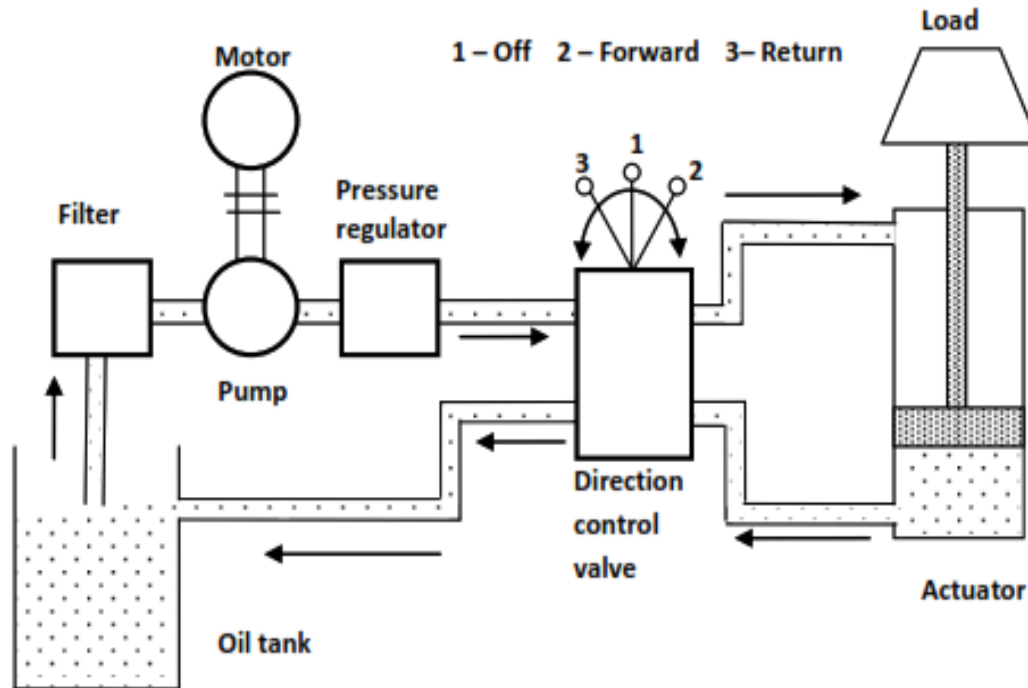 Load
Motor
1 – Off 2 – Forward 3– Return
1
3
2
Pressure
regulator
Filter
Pump
Direction
control
valve
Actuator
Oil tank